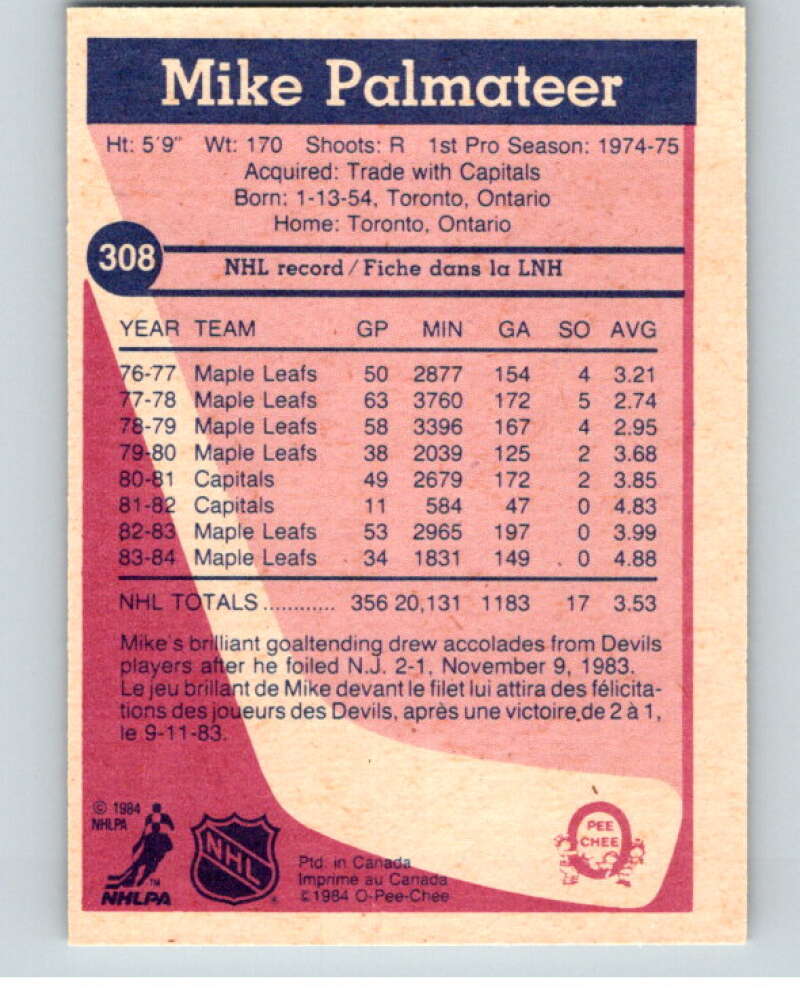 Mike Palmateer
Ht: 5'9" Wt: 170 Shoots: R 1st Pro Season: 1974-75
Acquired: Trade with Capitals
Born: 1-13-54, Toronto, Ontario
Home: Toronto, Ontario
308
NHL record / Fiche dans la LNH
YEAR TEAM GP MIN GA SO AVG
76-77 Maple Leafs 50 2877 154 4 3.21
77-78 Maple Leafs 63 3760 172 5 2.74
78-79 Maple Leafs 58 3396 167 4 2.95
79-80 Maple Leafs 38 2039 125 2 3.68
80-81 Capitals 49 2679 172 2 3.85
81-82 Capitals 11 584 47 0 4.83
82-83 Maple Leafs 53 2965 197 0 3.99
83-84 Maple Leafs 34 1831 149 0 4.88
NHL TOTALS............ 356 20,131 1183 17 3.53
Mike's brilliant goaltending drew accolades from Devils
players after he foiled N.J. 2-1, November 9, 1983.
Le jeu brillant de Mike devant le filet lui attira des félicita-
tions des joueurs des Devils, après une victoire de 2 à 1,
le 9-11-83.
© 1984
NHLPA
TM
NHLPA
NHL
®
Ptd. in Canada
Imprime au Canada
© 1984 O-Pee-Chee
PEE
CHEE